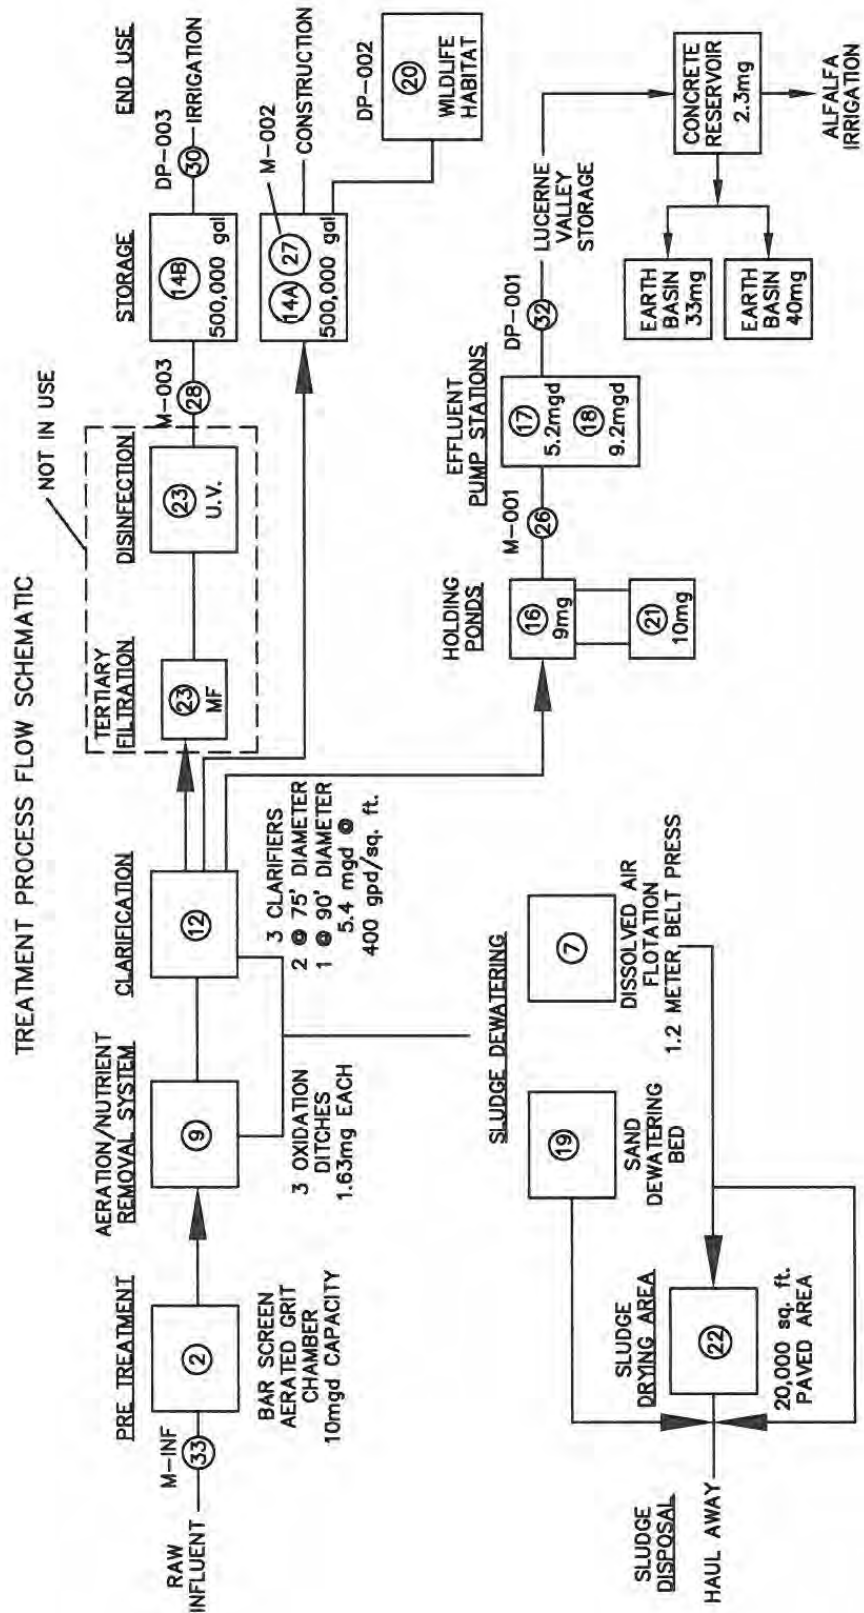 TREATMENT PROCESS FLOW SCHEMATIC
NOT IN USE
PRE TREATMENT
AERATION/NUTRIENT
REMOVAL SYSTEM
CLARIFICATION
TERTIARY
FILTRATION
DISINFECTION
STORAGE
END USE
RAW
INFLUENT
M-INF
33
2
BAR SCREEN
AERATED GRIT
CHAMBER
10mgd CAPACITY
9
3 OXIDATION
DITCHES
1.63mg EACH
12
3 CLARIFIERS
2 @ 75' DIAMETER
1 @ 90' DIAMETER
5.4 mgd @
400 gpd/sq. ft.
23
MF
23
U.V.
M-003
28
14B
500,000 gal
DP-003
30
IRRIGATION
14A
27
500,000 gal
M-002
CONSTRUCTION
DP-002
20
WILDLIFE
HABITAT
HOLDING
PONDS
16
9mg
21
10mg
M-001
26
EFFLUENT
PUMP STATIONS
17
5.2mgd
18
9.2mgd
DP-001
32
LUCERNE
VALLEY
STORAGE
CONCRETE
RESERVOIR
2.3mg
EARTH
BASIN
33mg
EARTH
BASIN
40mg
ALFALFA
IRRIGATION
SLUDGE DEWATERING
19
SAND
DEWATERING
BED
7
DISSOLVED AIR
FLOTATION
1.2 METER BELT PRESS
SLUDGE
DRYING AREA
22
20,000 sq. ft.
PAVED AREA
SLUDGE
DISPOSAL
HAUL AWAY